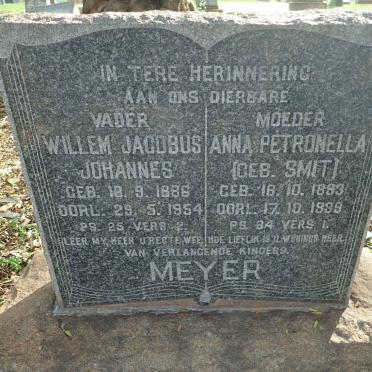 IN TERE HERINNERING
AAN ONS DIERBARE
VADER
WILLEM JACOBUS
JOHANNES
GEB. 18. 9. 1886
OORL. 29. 5. 1954
PS. 25 VERS 2.
LEER MY HEER U REGTE WEE.
MOEDER
ANNA PETRONELLA
(GEB. SMIT)
GEB. 16. 10. 1893
OORL. 17. 10. 1939
PS. 84 VERS 1.
HOE LIEFLIK IS U WONINGS HEER.
VAN VERLANGENDE KINDERS.
MEYER